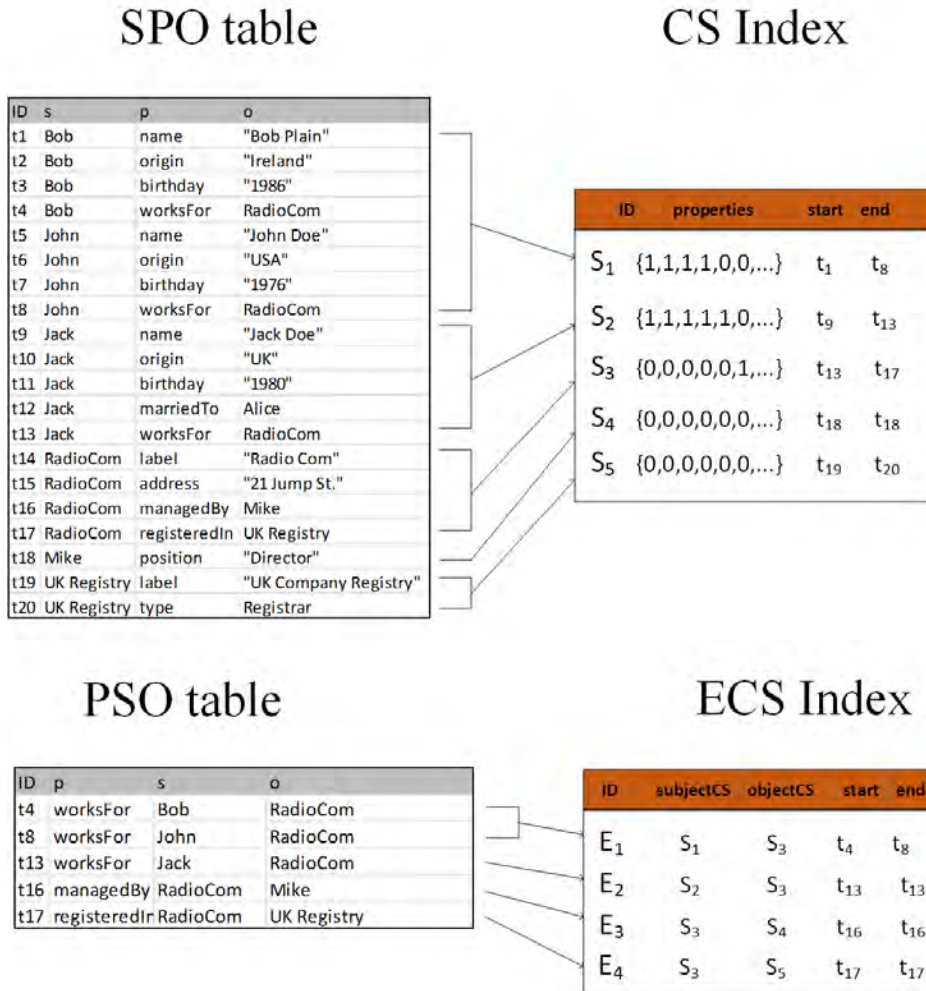 SPO table
CS Index
ID s p o
t1 Bob name "Bob Plain"
t2 Bob origin "Ireland"
t3 Bob birthday "1986"
t4 Bob worksFor RadioCom
t5 John name "John Doe"
t6 John origin "USA"
t7 John birthday "1976"
t8 John worksFor RadioCom
t9 Jack name "Jack Doe"
t10 Jack origin "UK"
t11 Jack birthday "1980"
t12 Jack marriedTo Alice
t13 Jack worksFor RadioCom
t14 RadioCom label "Radio Com"
t15 RadioCom address "21 Jump St."
t16 RadioCom managedBy Mike
t17 RadioCom registeredIn UK Registry
t18 Mike position "Director"
t19 UK Registry label "UK Company Registry"
t20 UK Registry type Registrar
ID properties start end
S1 {1,1,1,1,0,0,...} t1 t8
S2 {1,1,1,1,1,0,...} t9 t13
S3 {0,0,0,0,0,1,...} t13 t17
S4 {0,0,0,0,0,0,...} t18 t18
S5 {0,0,0,0,0,0,...} t19 t20
PSO table
ECS Index
ID p s o
t4 worksFor Bob RadioCom
t8 worksFor John RadioCom
t13 worksFor Jack RadioCom
t16 managedBy RadioCom Mike
t17 registeredIr RadioCom UK Registry
ID subjectCS objectCS start end
E1 S1 S3 t4 t8
E2 S2 S3 t13 t13
E3 S3 S4 t16 t16
E4 S3 S5 t17 t17